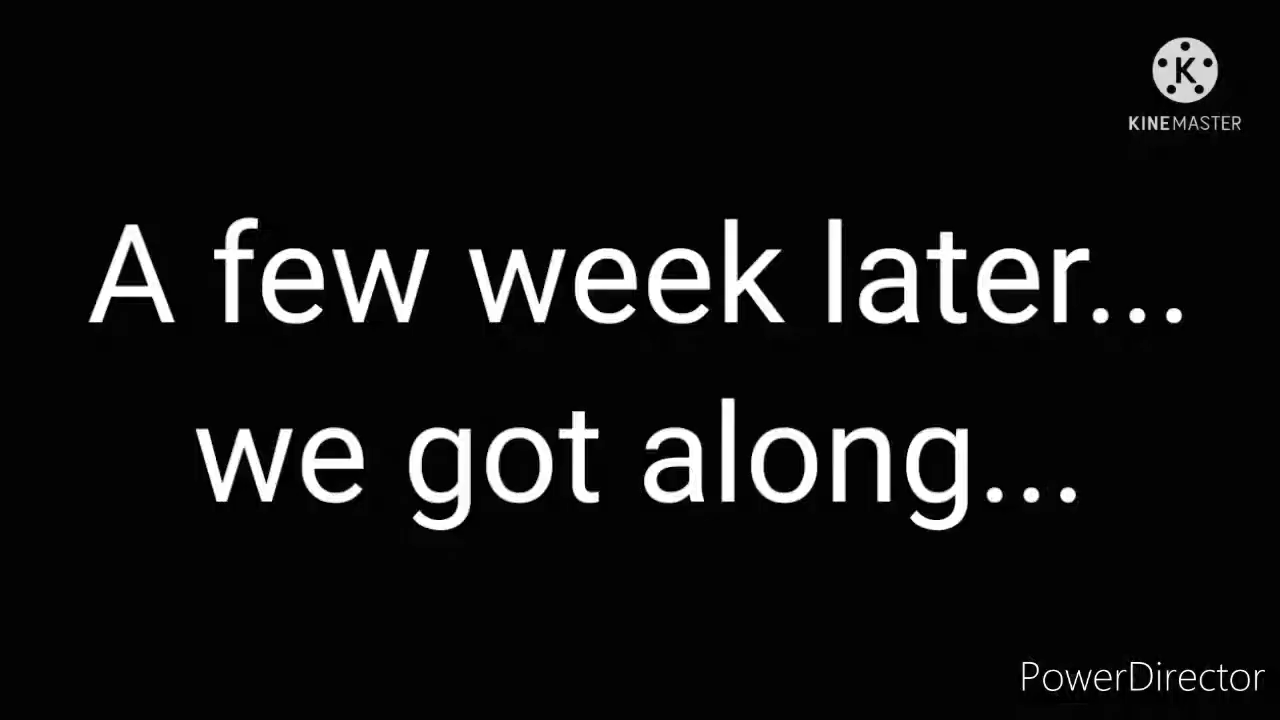 K
KINEMASTER
A few week later...
we got along...
PowerDirector